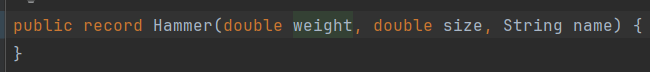 public record Hammer(double weight, double size, String name) {
}